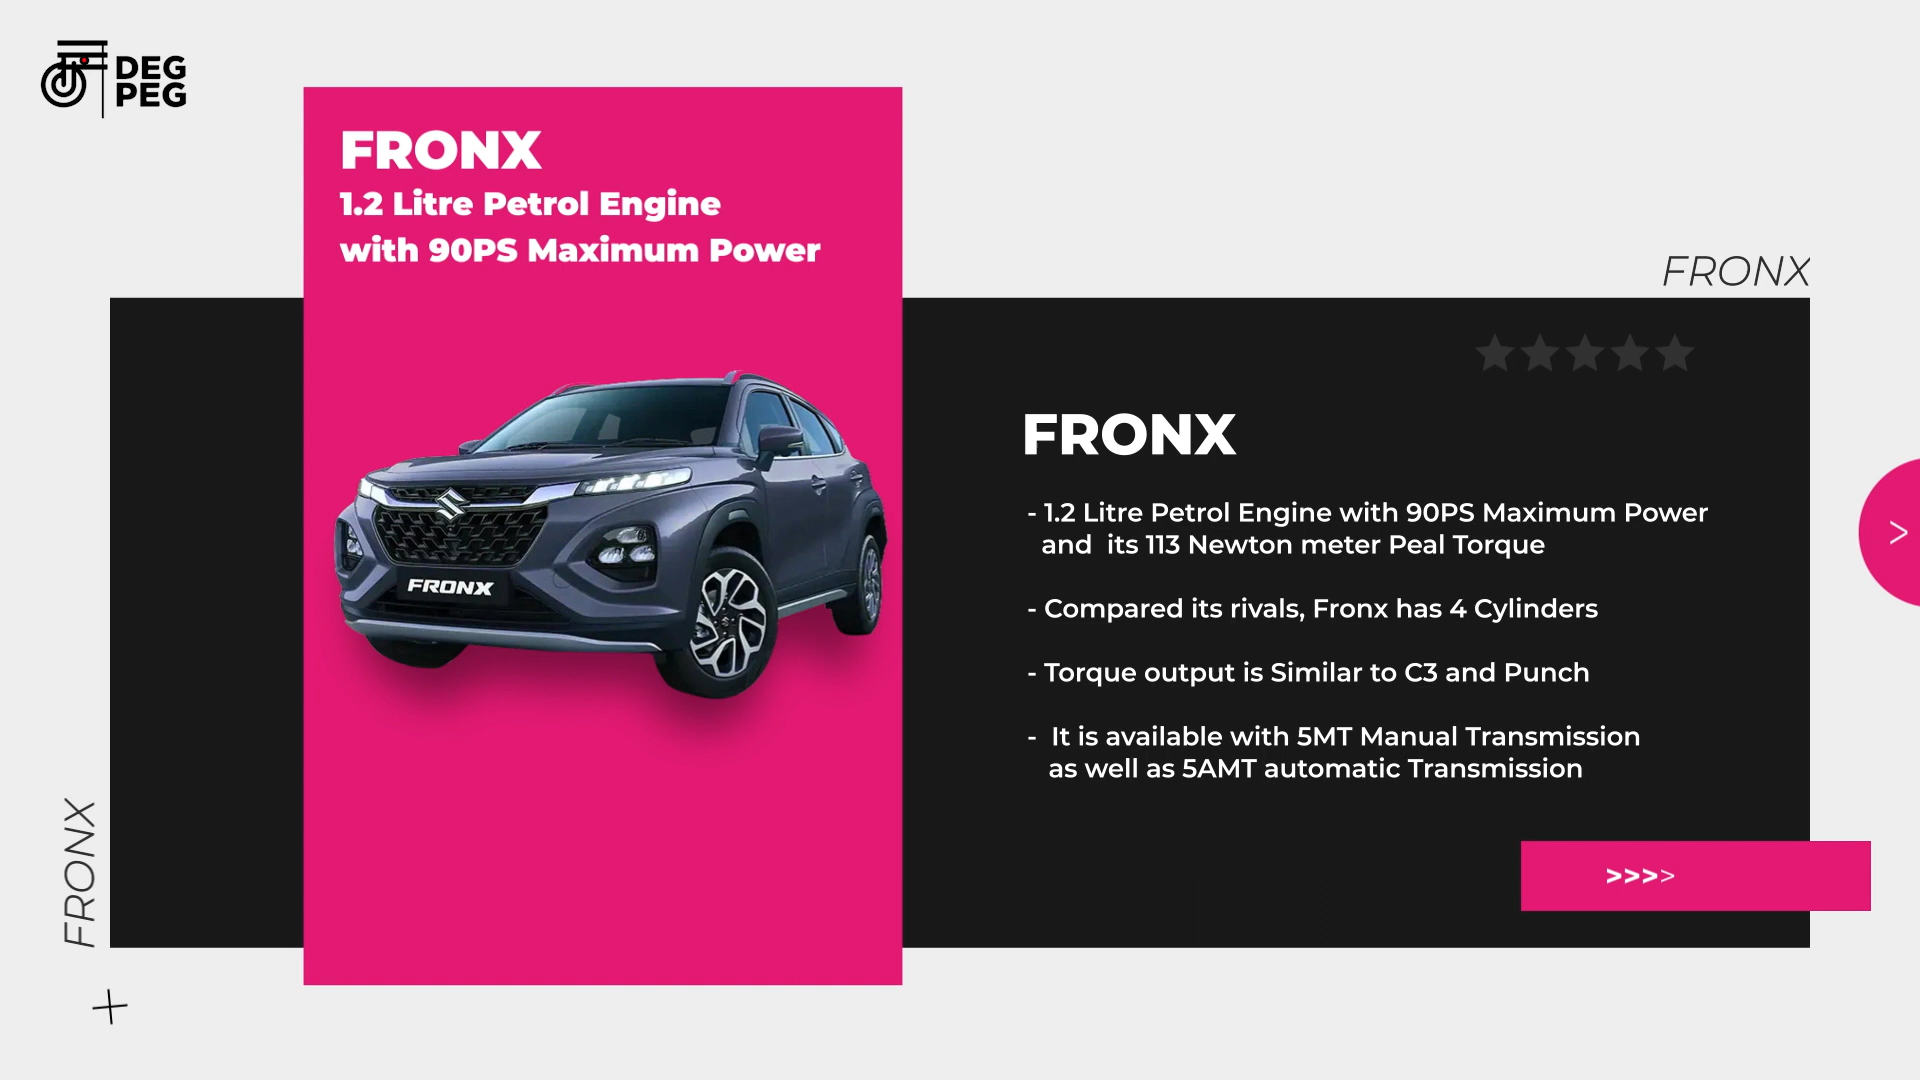 DEG
PEG
FRONX
1.2 Litre Petrol Engine
with 90PS Maximum Power
FRONX
FRONX
FRONX
- 1.2 Litre Petrol Engine with 90PS Maximum Power
and its 113 Newton meter Peal Torque
- Compared its rivals, Fronx has 4 Cylinders
- Torque output is Similar to C3 and Punch
- It is available with 5MT Manual Transmission
as well as 5AMT automatic Transmission
>
>>>>
FRONX